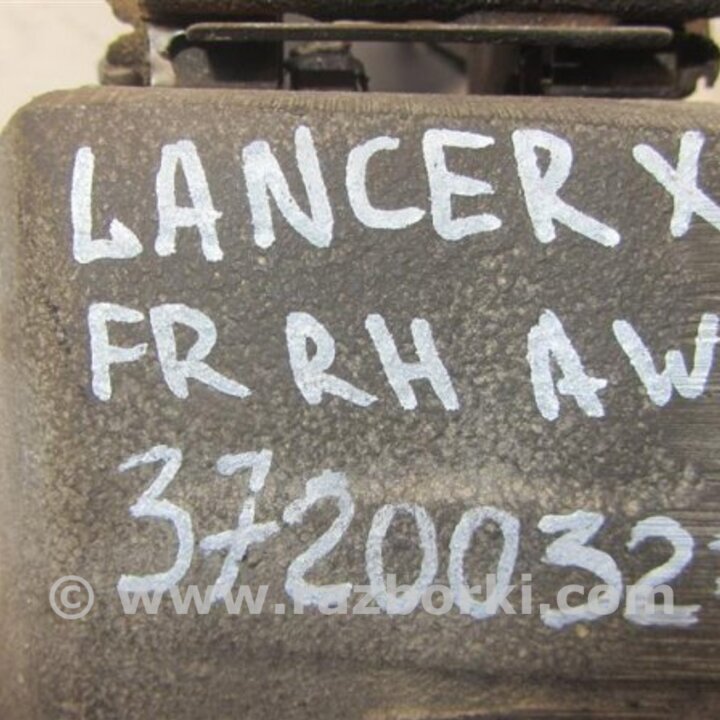 LANCER X
FR RH AW
3720032
© www.razborki.com